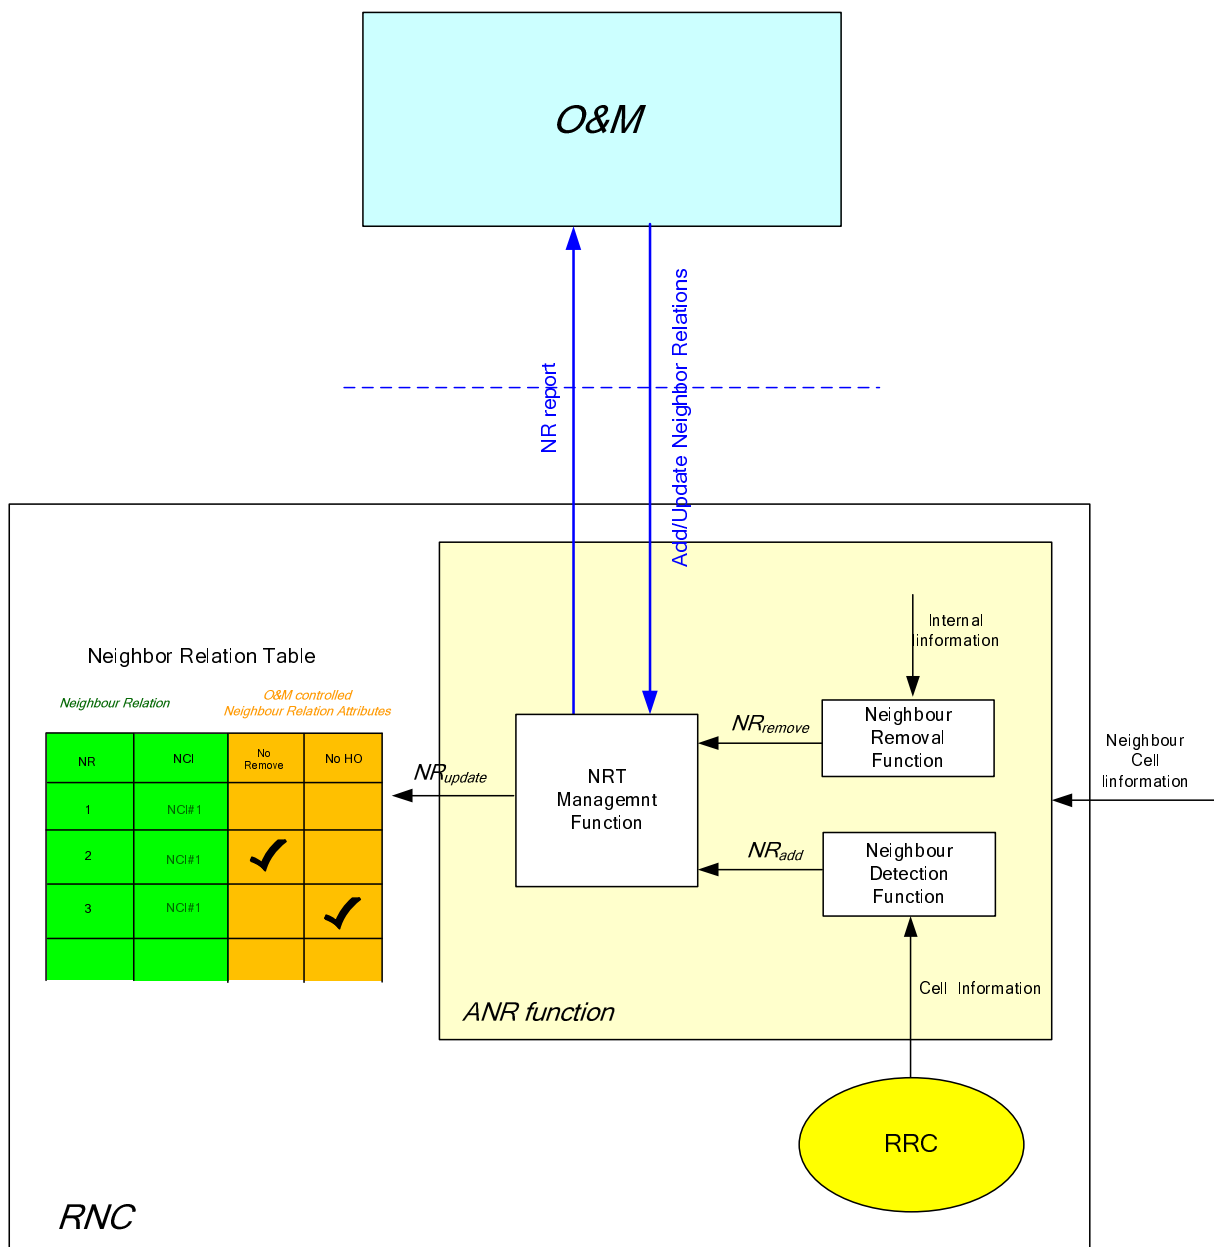 O&M
NR report
Add/Update Neighbor Relations
Internal
Iinformation
Neighbor Relation Table
O&M controlled
Neighbour Relation Attributes
Neighbour Relation
NR
NCI
No
Remove
No HO
1
NCI#1
2
NCI#1
3
NCI#1
NRupdate
NRT
Managemnt
Function
NRremove
Neighbour
Removal
Function
NRadd
Neighbour
Detection
Function
Neighbour
Cell
Iinformation
Cell Information
ANR function
RRC
RNC